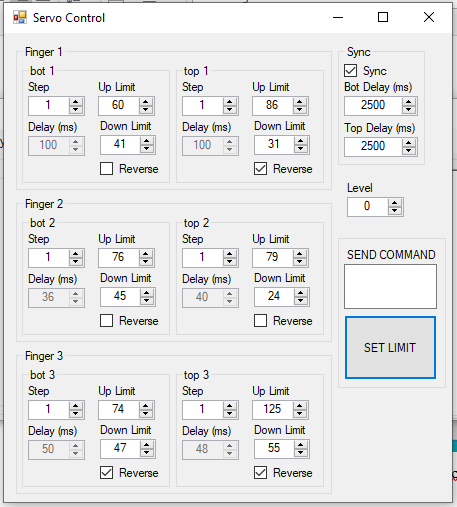 Servo Control
Finger 1
bot 1
Step Up Limit
1 60
Delay (ms) Down Limit
100 41
Reverse
top 1
Step Up Limit
1 86
Delay (ms) Down Limit
100 31
Reverse
Finger 2
bot 2
Step Up Limit
1 76
Delay (ms) Down Limit
36 45
Reverse
top 2
Step Up Limit
1 79
Delay (ms) Down Limit
40 24
Reverse
Finger 3
bot 3
Step Up Limit
1 74
Delay (ms) Down Limit
50 47
Reverse
top 3
Step Up Limit
1 125
Delay (ms) Down Limit
48 55
Reverse
Sync
Sync
Bot Delay (ms)
2500
Top Delay (ms)
2500
Level
0
SEND COMMAND
SET LIMIT